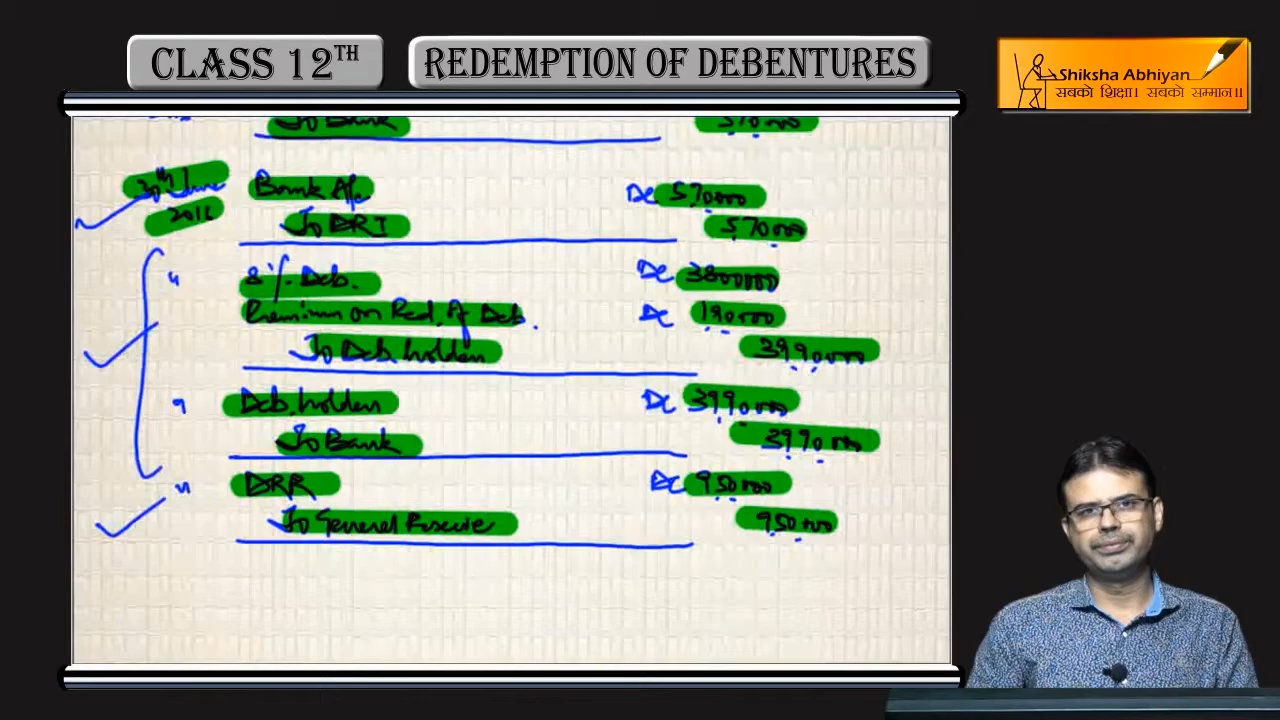 CLASS 12TH
REDEMPTION OF DEBENTURES
Shiksha Abhiyan
सबको शिक्षा। सबको सम्मान।।
To Bank 570000
30th June Bank A/c Dr 570000
2016 To DRI 570000
8% Deb. Dr 3800000
Premium on Red. of Deb. Dr 190000
To Deb. holders 3990000
Deb. holders Dr 3990000
To Bank 3990000
DRR Dr 950000
To General Reserve 950000